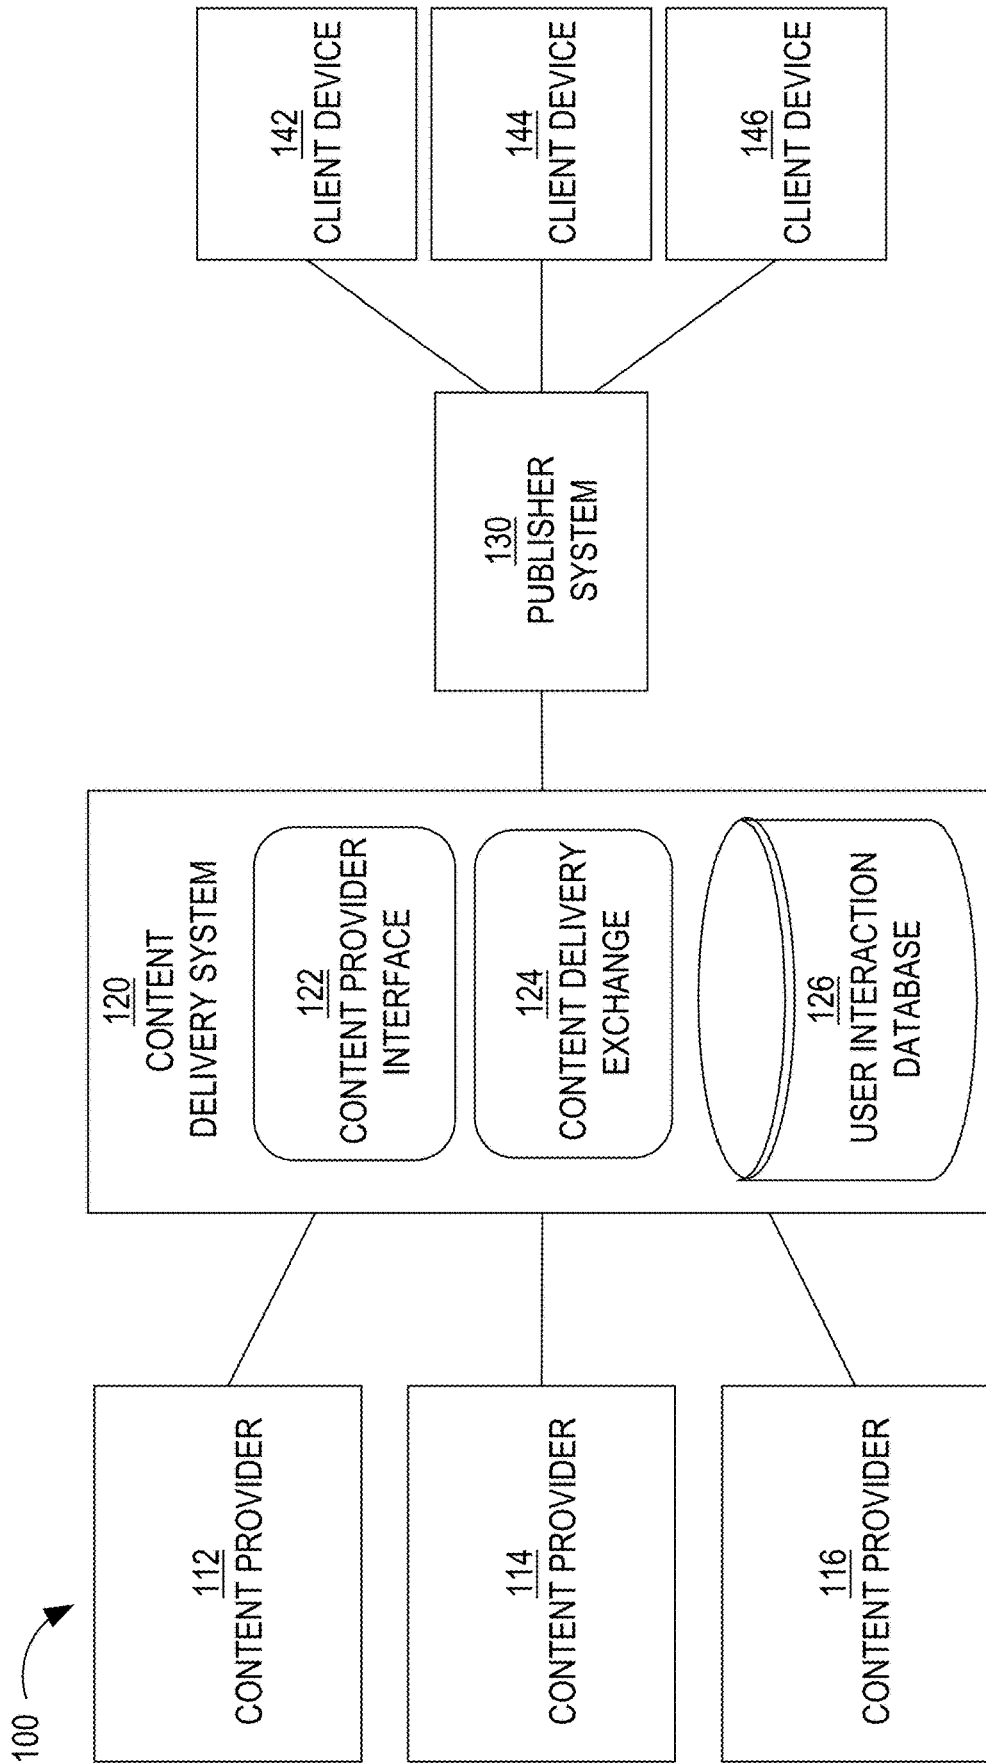 100
112
CONTENT PROVIDER
114
CONTENT PROVIDER
116
CONTENT PROVIDER
120
CONTENT
DELIVERY SYSTEM
122
CONTENT PROVIDER
INTERFACE
124
CONTENT DELIVERY
EXCHANGE
126
USER INTERACTION
DATABASE
130
PUBLISHER
SYSTEM
142
CLIENT DEVICE
144
CLIENT DEVICE
146
CLIENT DEVICE